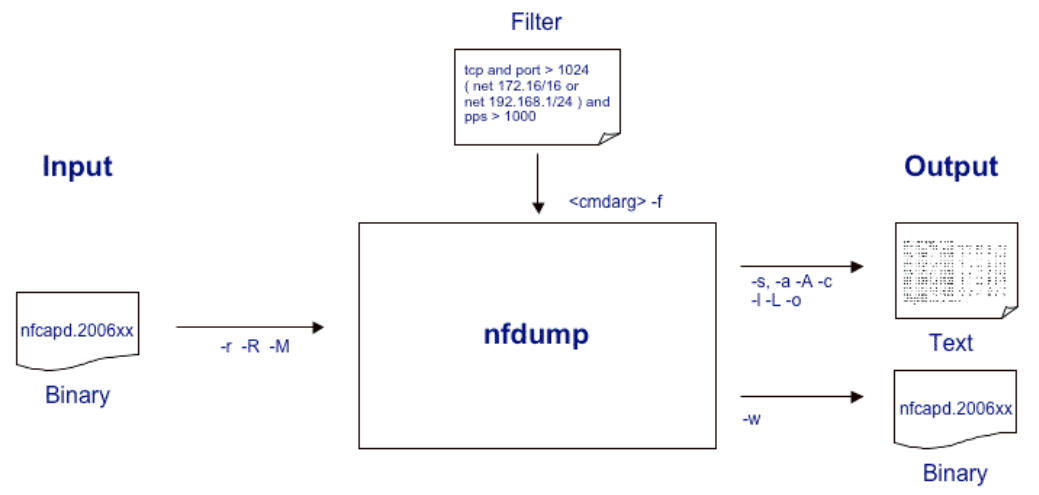 Filter
tcp and port > 1024
( net 172.16/16 or
net 192.168.1/24 ) and
pps > 1000
Input
Output
<cmdarg> -f
nfcapd.2006xx
-r -R -M
Binary
nfdump
-s, -a -A -c
-l -L -o
Text
-w
nfcapd.2006xx
Binary